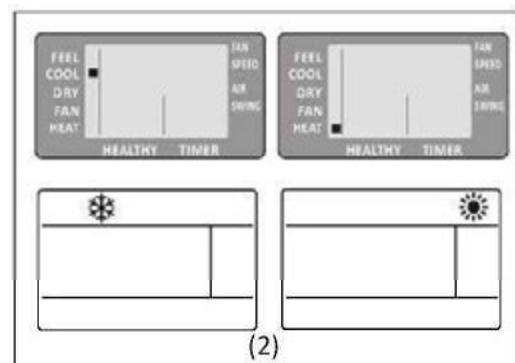 FEEL
COOL
DRY
FAN
HEAT
FAN
SPEED
AIR
SWING
HEALTHY TIMER
FEEL
COOL
DRY
FAN
HEAT
FAN
SPEED
AIR
SWING
HEALTHY TIMER
(2)